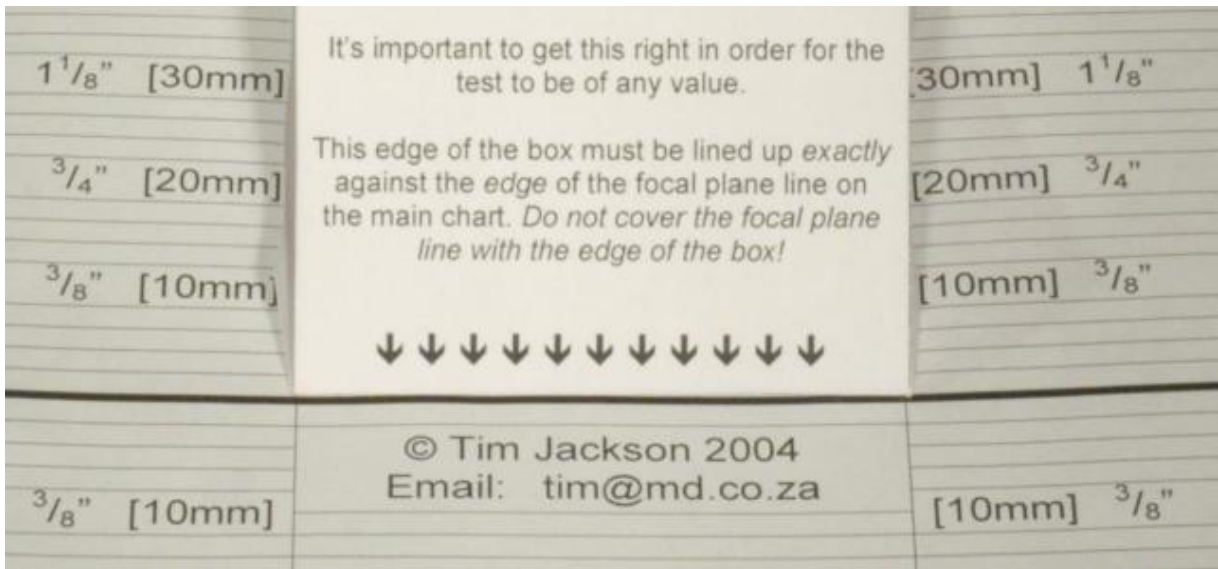 It's important to get this right in order for the
test to be of any value.
This edge of the box must be lined up exactly
against the edge of the focal plane line on
the main chart. Do not cover the focal plane
line with the edge of the box!
1 1/8" [30mm]
[30mm] 1 1/8"
3/4" [20mm]
[20mm] 3/4"
3/8" [10mm]
[10mm] 3/8"
© Tim Jackson 2004
Email: tim@md.co.za
3/8" [10mm]
[10mm] 3/8"